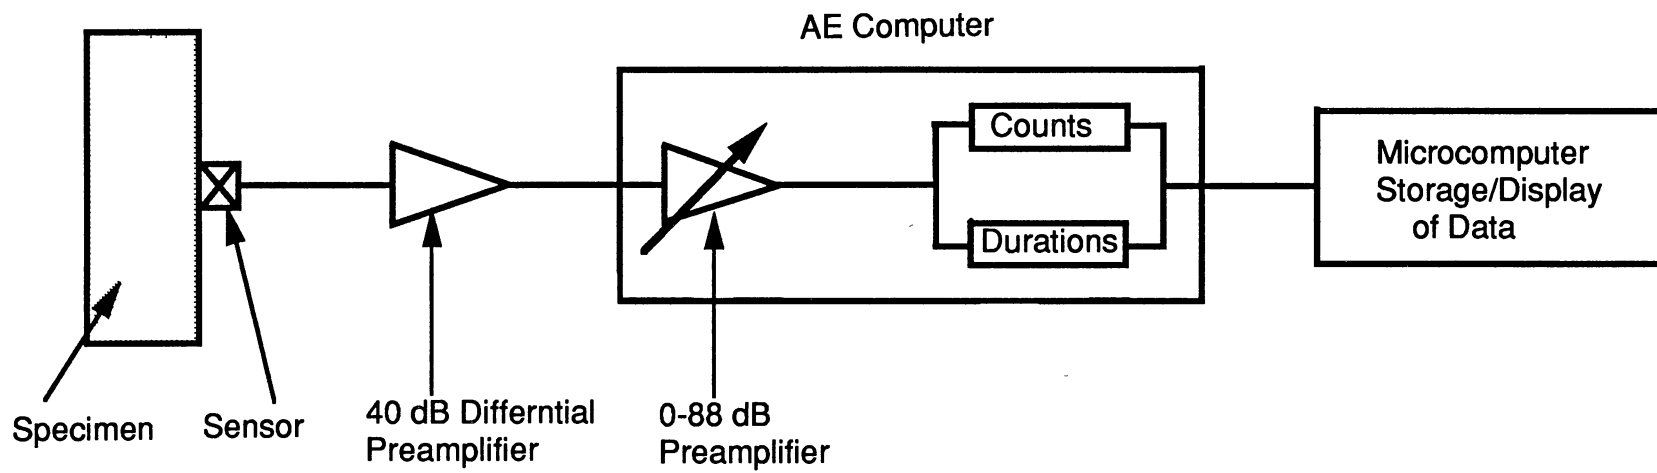 AE Computer
Counts
Durations
Microcomputer
Storage/Display
of Data
Specimen
Sensor
40 dB Differntial
Preamplifier
0-88 dB
Preamplifier